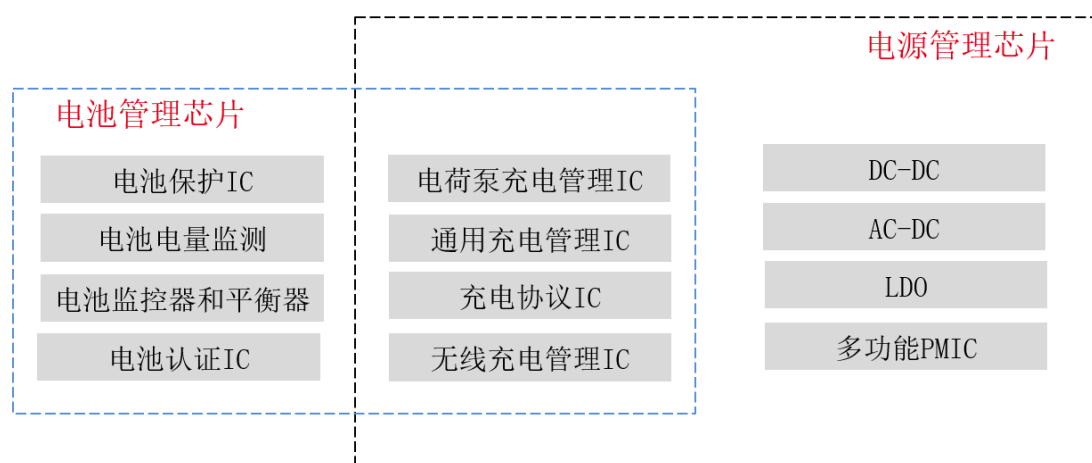 电源管理芯片
电池管理芯片
电池保护IC
电池电量监测
电池监控器和平衡器
电池认证IC
电荷泵充电管理IC
通用充电管理IC
充电协议IC
无线充电管理IC
DC-DC
AC-DC
LDO
多功能PMIC